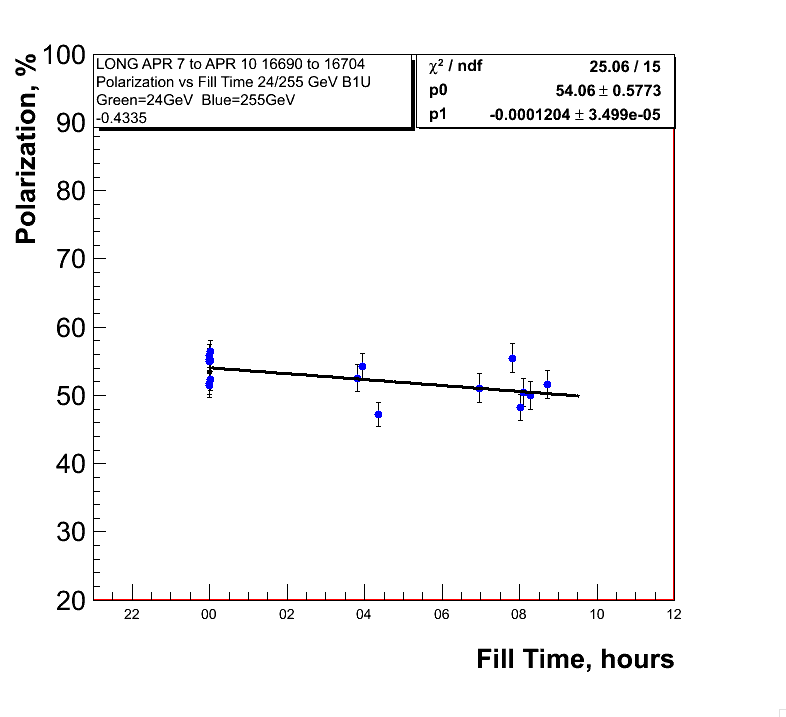 LONG APR 7 to APR 10 16690 to 16704
Polarization vs Fill Time 24/255 GeV B1U
Green=24GeV  Blue=255GeV
-0.4335
χ² / ndf 25.06 / 15
p0 54.06 ± 0.5773
p1 -0.0001204 ± 3.499e-05
Polarization, %
100
90
80
70
60
50
40
30
20
22 00 02 04 06 08 10 12
Fill Time, hours